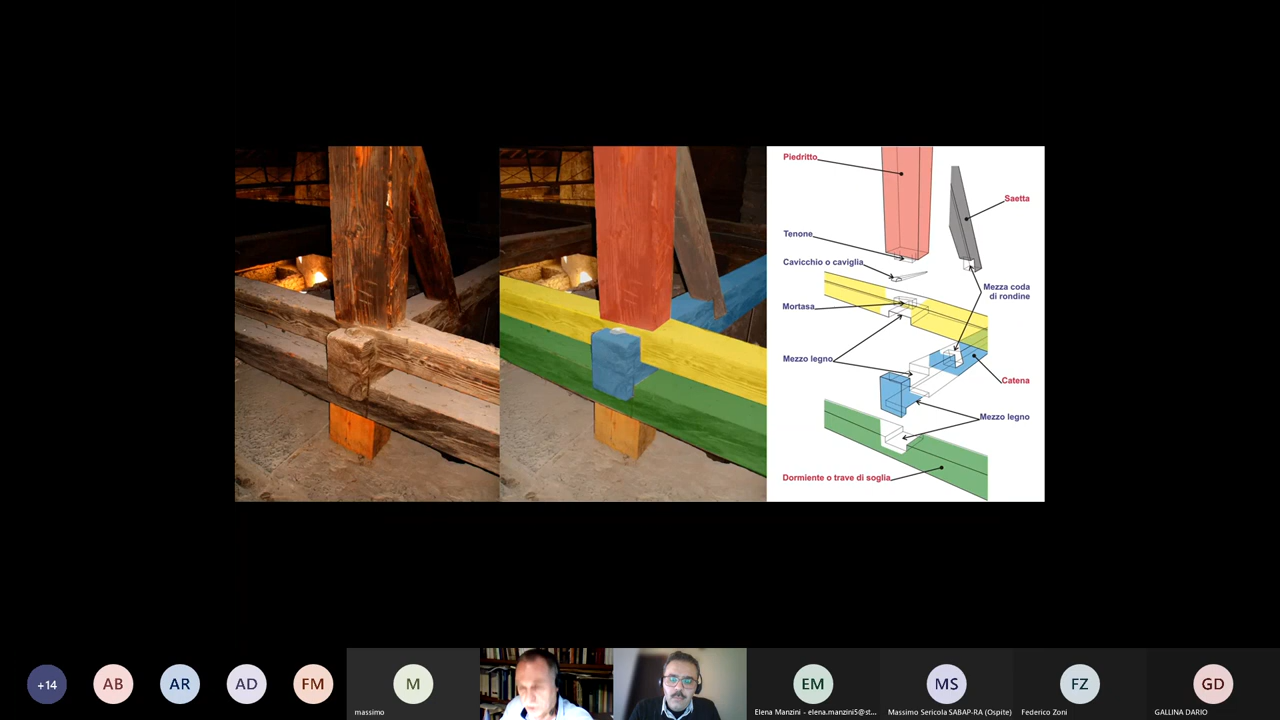 Piedritto
Saetta
Tenone
Cavicchio o caviglia
Mezza coda
di rondine
Mortasa
Mezzo legno
Catena
Mezzo legno
Dormiente o trave di soglia
+14
AB
AR
AD
FM
M
EM
MS
FZ
GD
massimo
Elena Manzini - elena.manzini5@st...
Massimo Sericola SABAP-RA (Ospite)
Federico Zoni
GALLINA DARIO